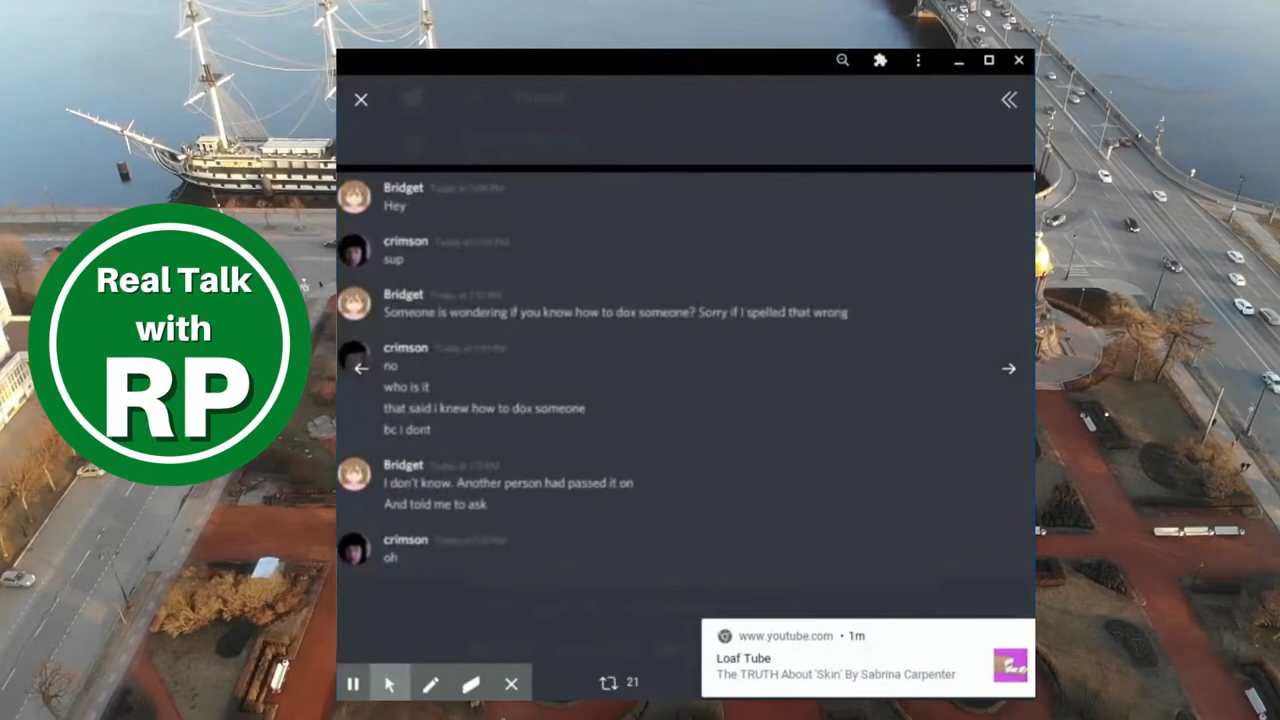 Real Talk
with
RP
Bridget
Hey
crimson
sup
Bridget
Someone is wondering if you know how to dox someone? Sorry if I spelled that wrong
crimson
no
who is it
that said i knew how to dox someone
bc i dont
Bridget
I don't know. Another person had passed it on
And told me to ask
crimson
oh
www.youtube.com • 1m
Loaf Tube
The TRUTH About 'Skin' By Sabrina Carpenter
21